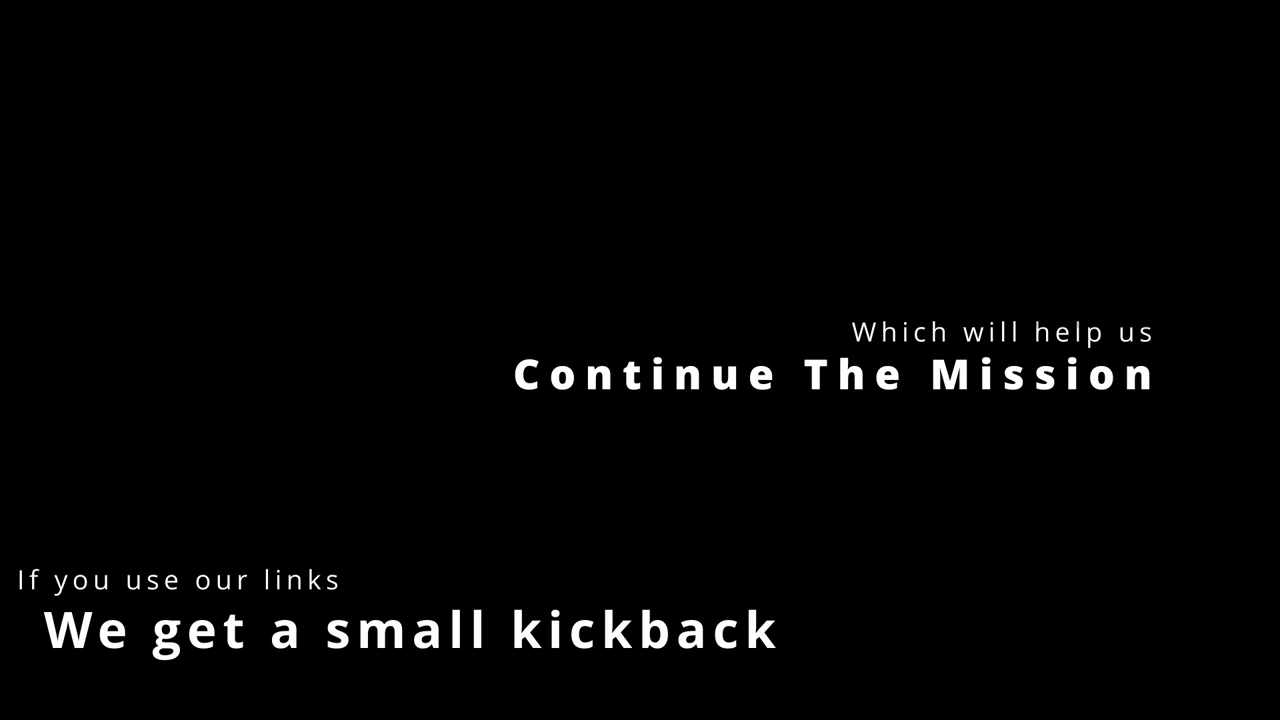 Which will help us
Continue The Mission
If you use our links
We get a small kickback